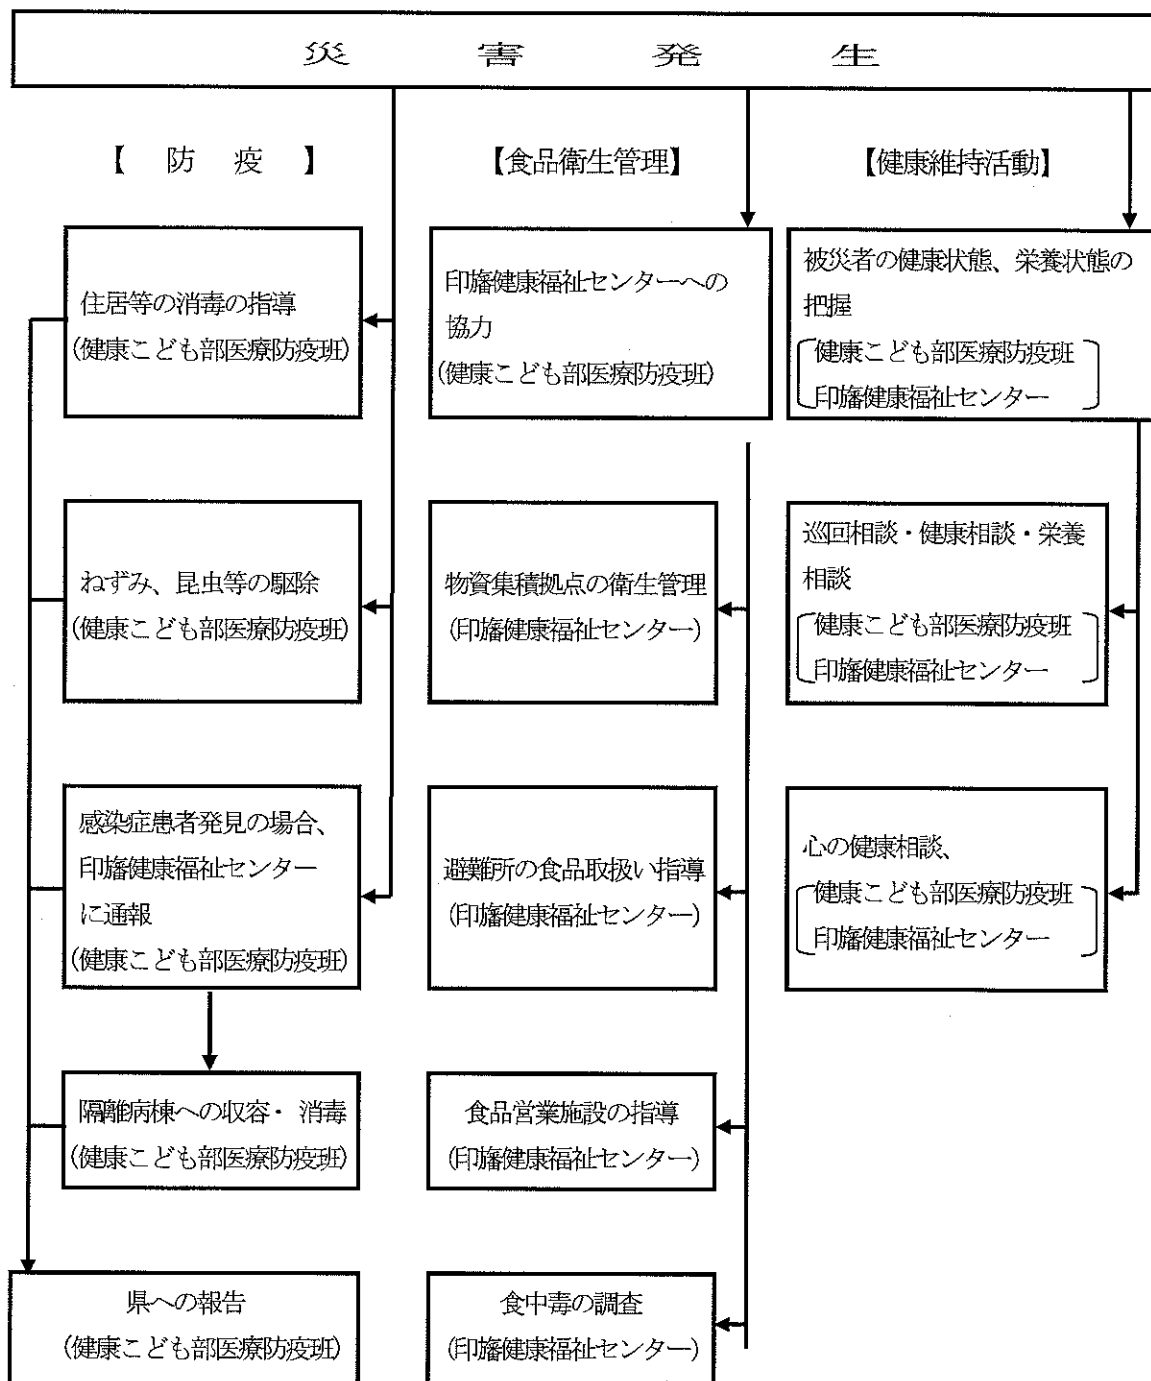 災害発生
【防疫】
住居等の消毒の指導
(健康こども部医療防疫班)
ねずみ、昆虫等の駆除
(健康こども部医療防疫班)
感染症患者発見の場合、
印旛健康福祉センター
に通報
(健康こども部医療防疫班)
隔離病棟への収容・ 消毒
(健康こども部医療防疫班)
県への報告
(健康こども部医療防疫班)
【食品衛生管理】
印旛健康福祉センターへの
協力
(健康こども部医療防疫班)
物資集積拠点の衛生管理
(印旛健康福祉センター)
避難所の食品取扱い指導
(印旛健康福祉センター)
食品営業施設の指導
(印旛健康福祉センター)
食中毒の調査
(印旛健康福祉センター)
【健康維持活動】
被災者の健康状態、栄養状態の
把握
健康こども部医療防疫班
印旛健康福祉センター
巡回相談・健康相談・栄養
相談
健康こども部医療防疫班
印旛健康福祉センター
心の健康相談、
健康こども部医療防疫班
印旛健康福祉センター